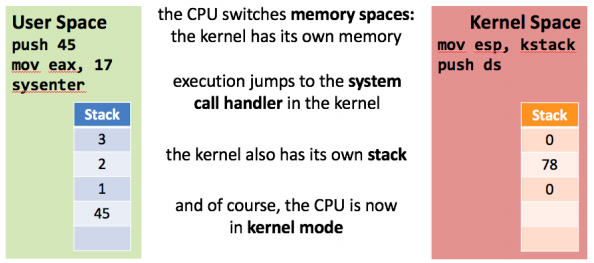 User Space
push 45
mov eax, 17
sysenter
Stack
3
2
1
45
the CPU switches memory spaces:
the kernel has its own memory
execution jumps to the system
call handler in the kernel
the kernel also has its own stack
and of course, the CPU is now
in kernel mode
Kernel Space
mov esp, kstack
push ds
Stack
0
78
0